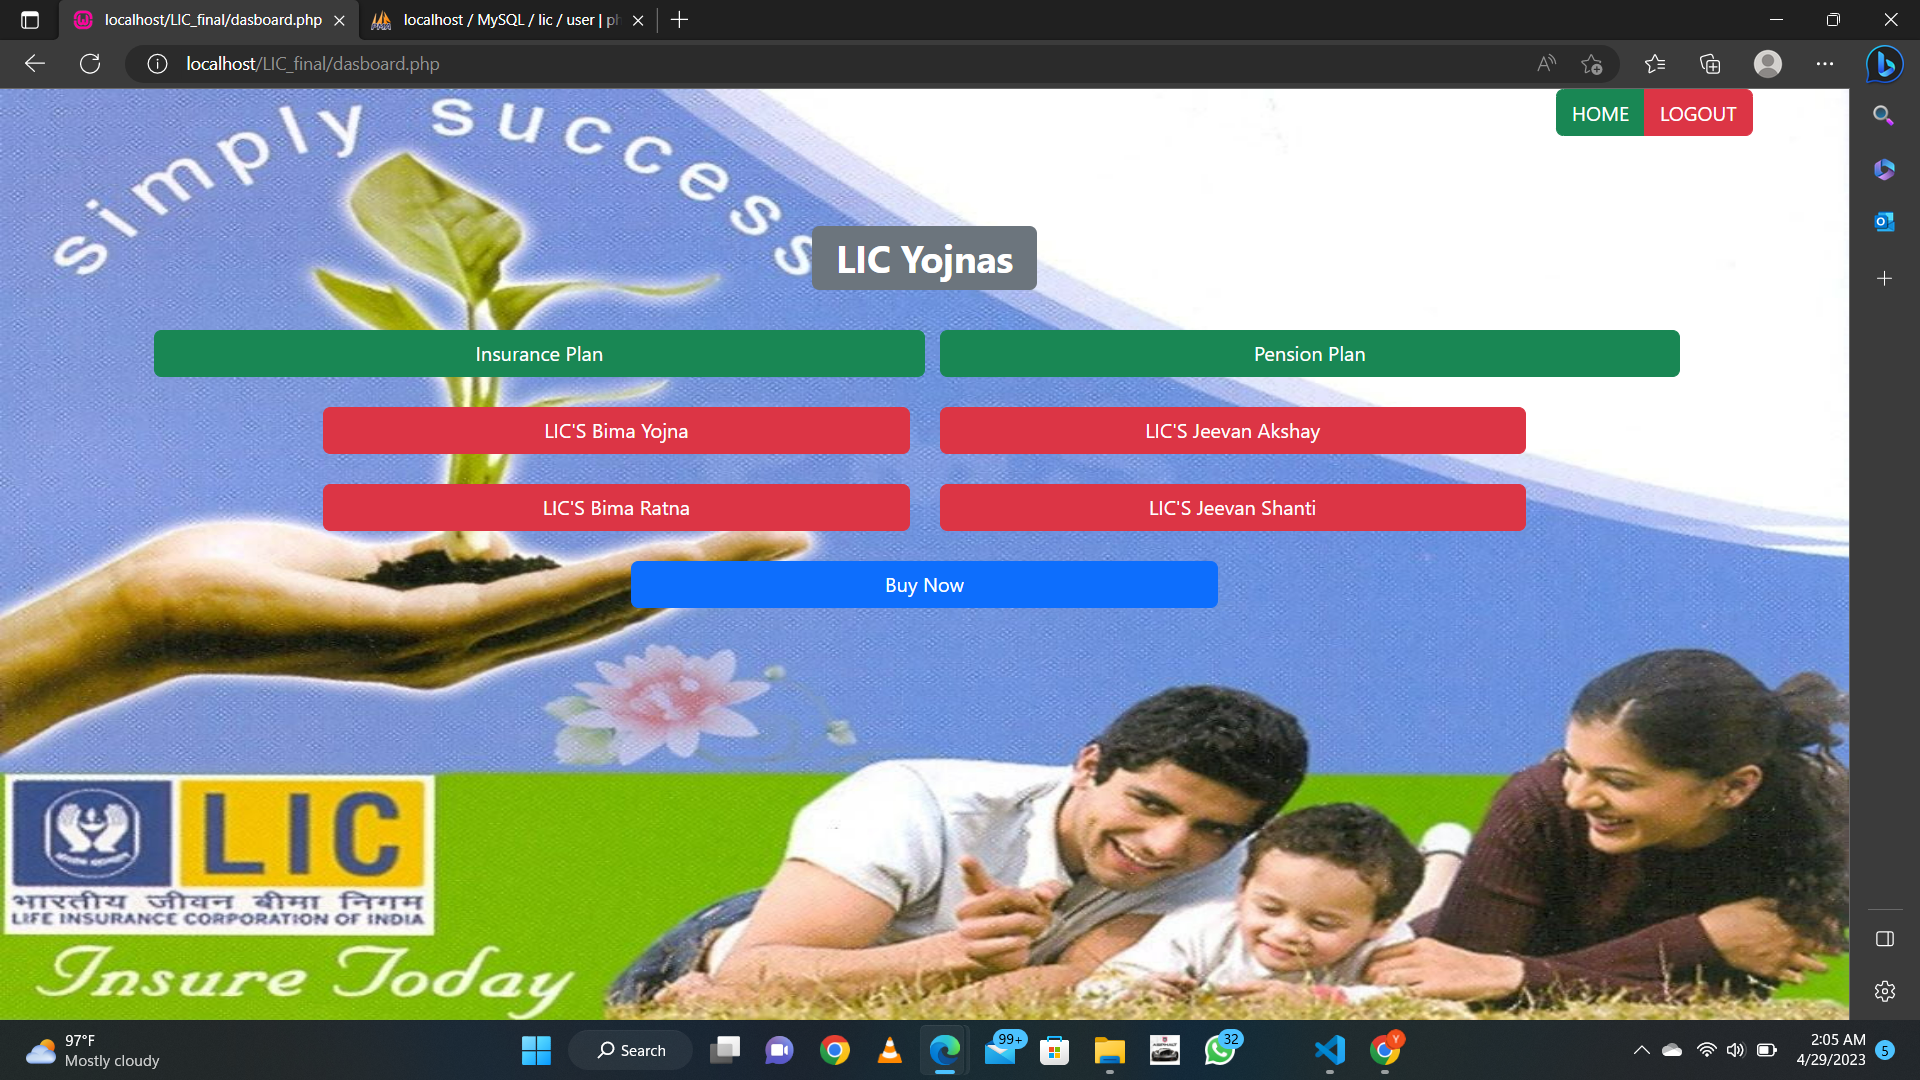 localhost/LIC_final/dasboard.php
localhost / MySQL / lic / user | ph
localhost/LIC_final/dasboard.php
HOME LOGOUT
simply success
LIC Yojnas
Insurance Plan Pension Plan
LIC'S Bima Yojna LIC'S Jeevan Akshay
LIC'S Bima Ratna LIC'S Jeevan Shanti
Buy Now
LIC
भारतीय जीवन बीमा निगम
LIFE INSURANCE CORPORATION OF INDIA
Insure Today
97°F
Mostly cloudy
Search
99+
32
Y
2:05 AM
4/29/2023
5